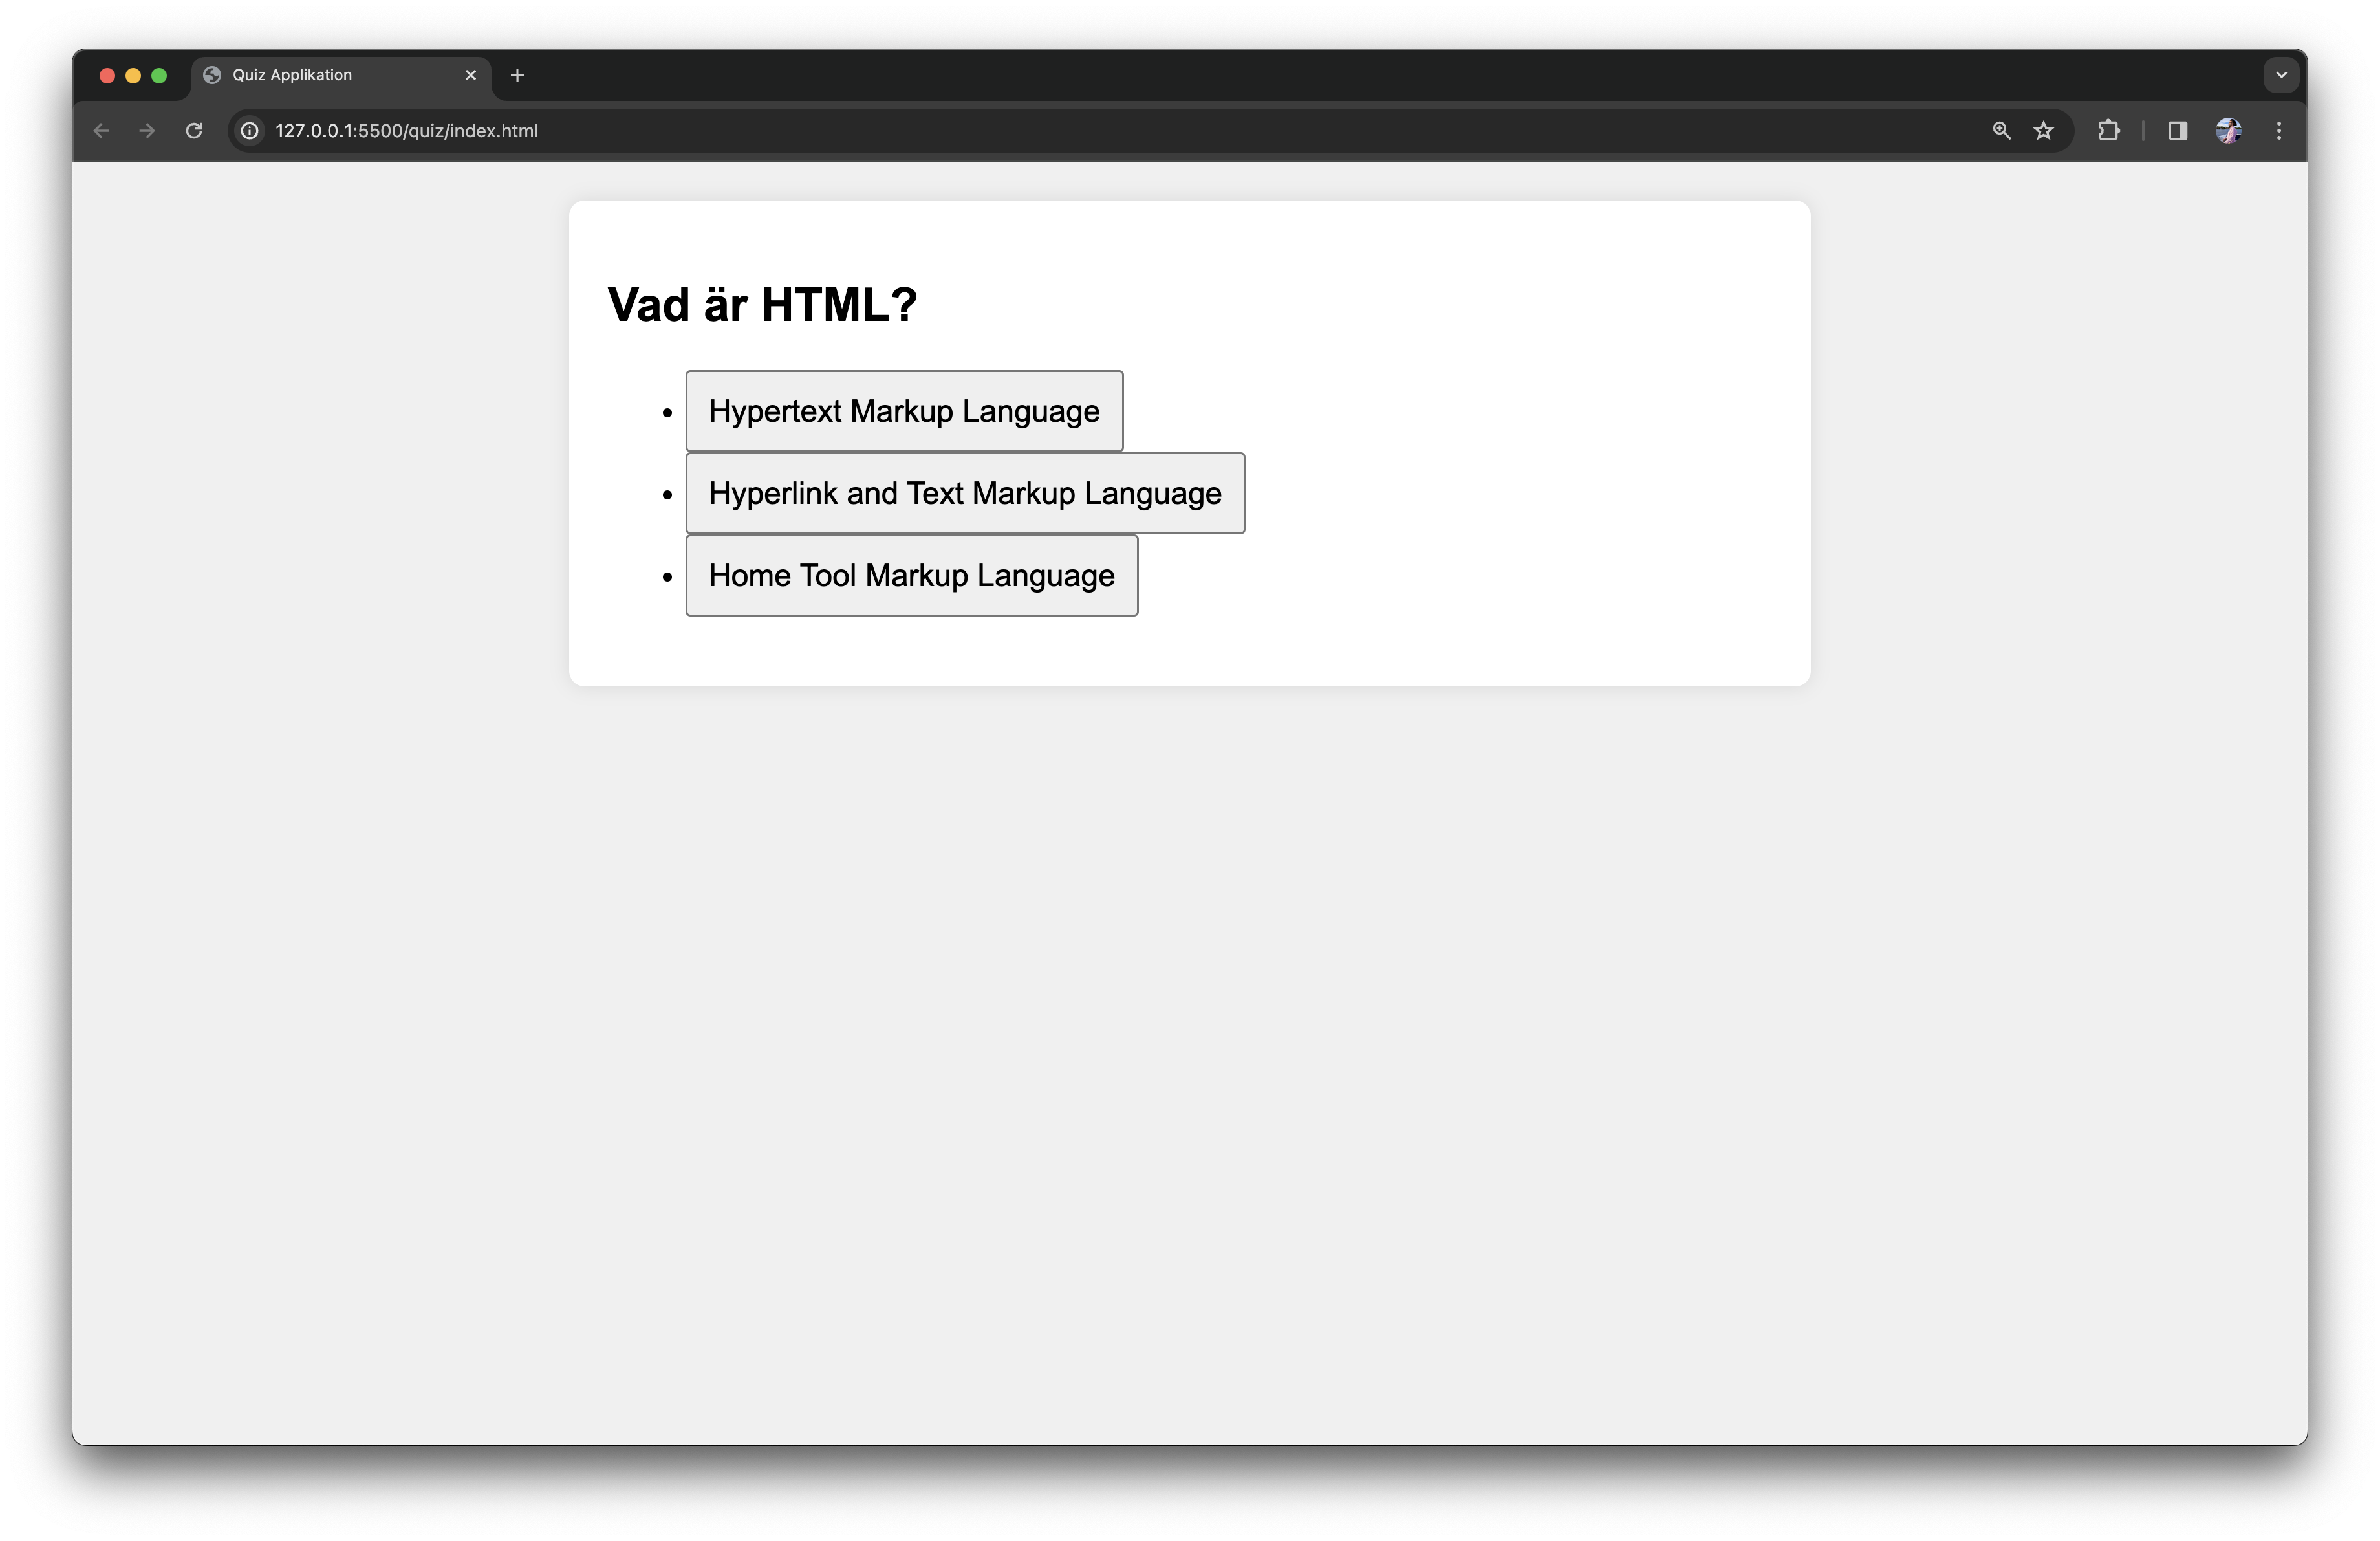 Quiz Applikation
127.0.0.1:5500/quiz/index.html
Vad är HTML?
Hypertext Markup Language
Hyperlink and Text Markup Language
Home Tool Markup Language